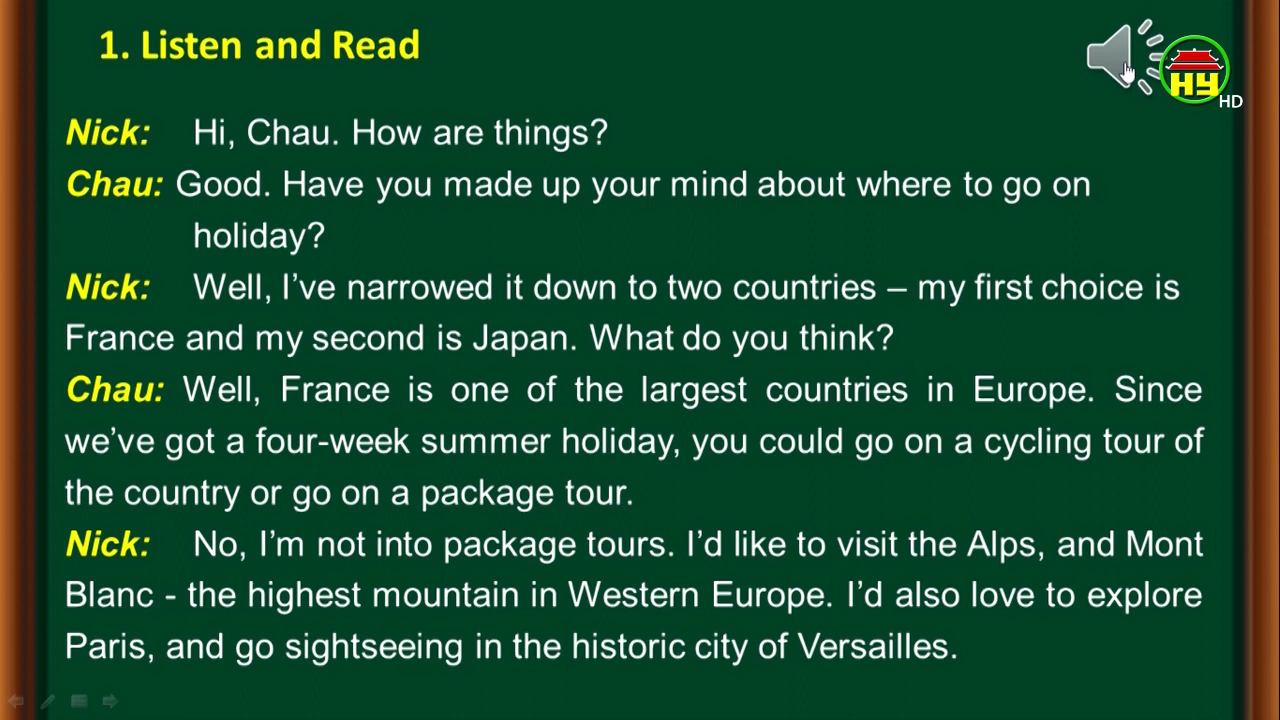 1. Listen and Read
HY
HD
Nick: Hi, Chau. How are things?
Chau: Good. Have you made up your mind about where to go on
holiday?
Nick: Well, I’ve narrowed it down to two countries – my first choice is
France and my second is Japan. What do you think?
Chau: Well, France is one of the largest countries in Europe. Since
we’ve got a four-week summer holiday, you could go on a cycling tour of
the country or go on a package tour.
Nick: No, I’m not into package tours. I’d like to visit the Alps, and Mont
Blanc - the highest mountain in Western Europe. I’d also love to explore
Paris, and go sightseeing in the historic city of Versailles.